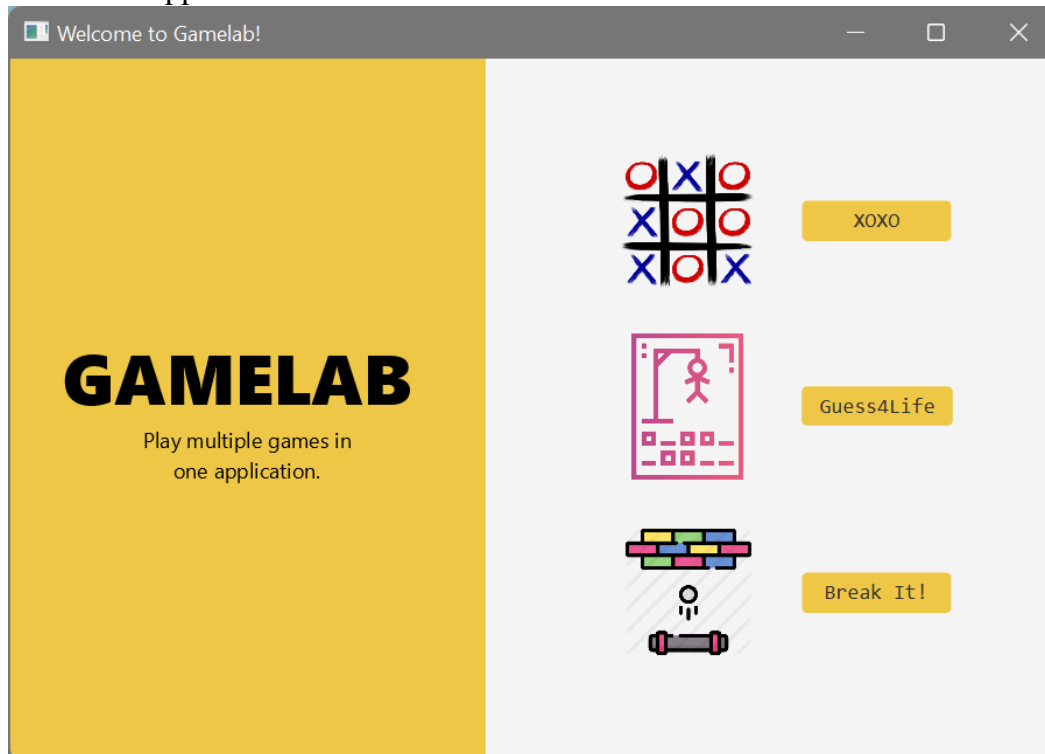 Welcome to Gamelab!
GAMELAB
Play multiple games in
one application.
XOXO
Guess4Life
Break It!